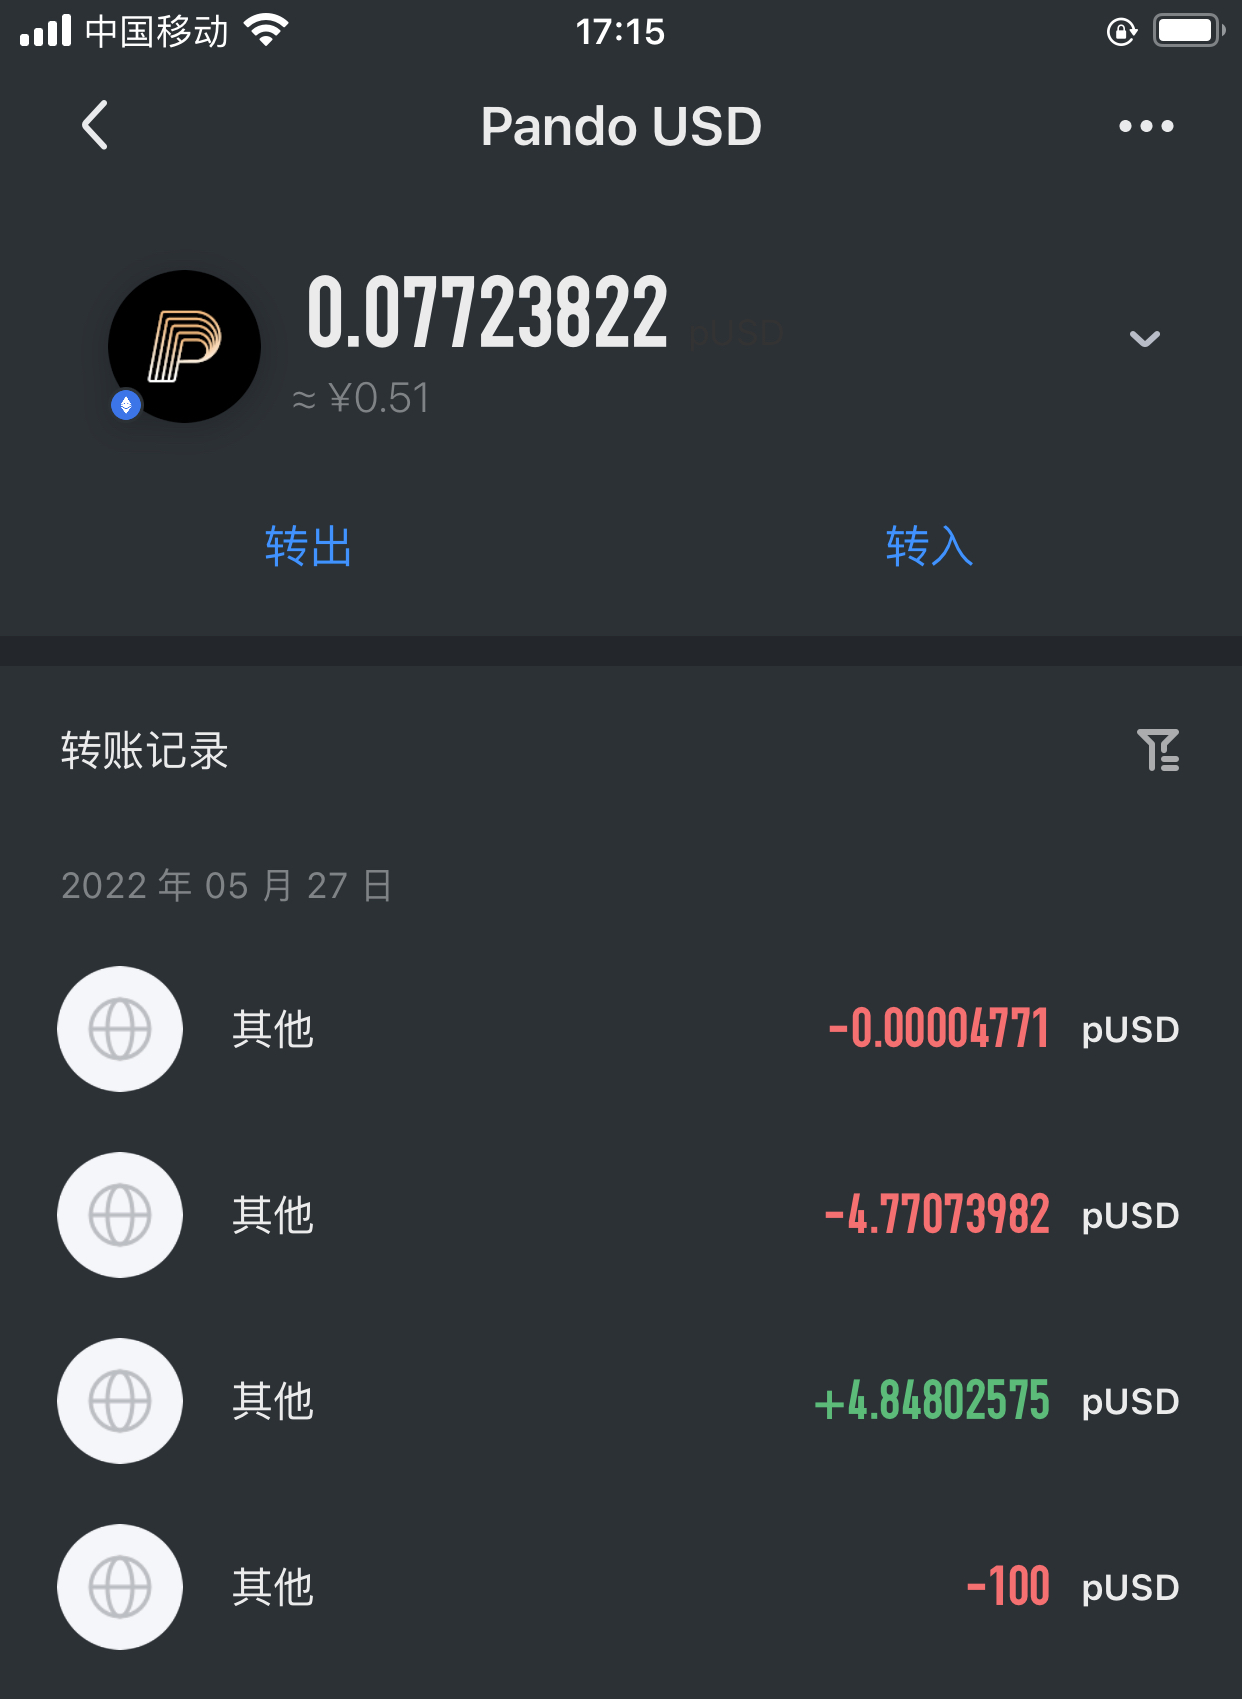 中国移动 17:15
Pando USD
0.07723822 pUSD
≈ ¥0.51
转出 转入
转账记录
2022 年 05 月 27 日
其他 -0.00004771 pUSD
其他 -4.77073982 pUSD
其他 +4.84802575 pUSD
其他 -100 pUSD